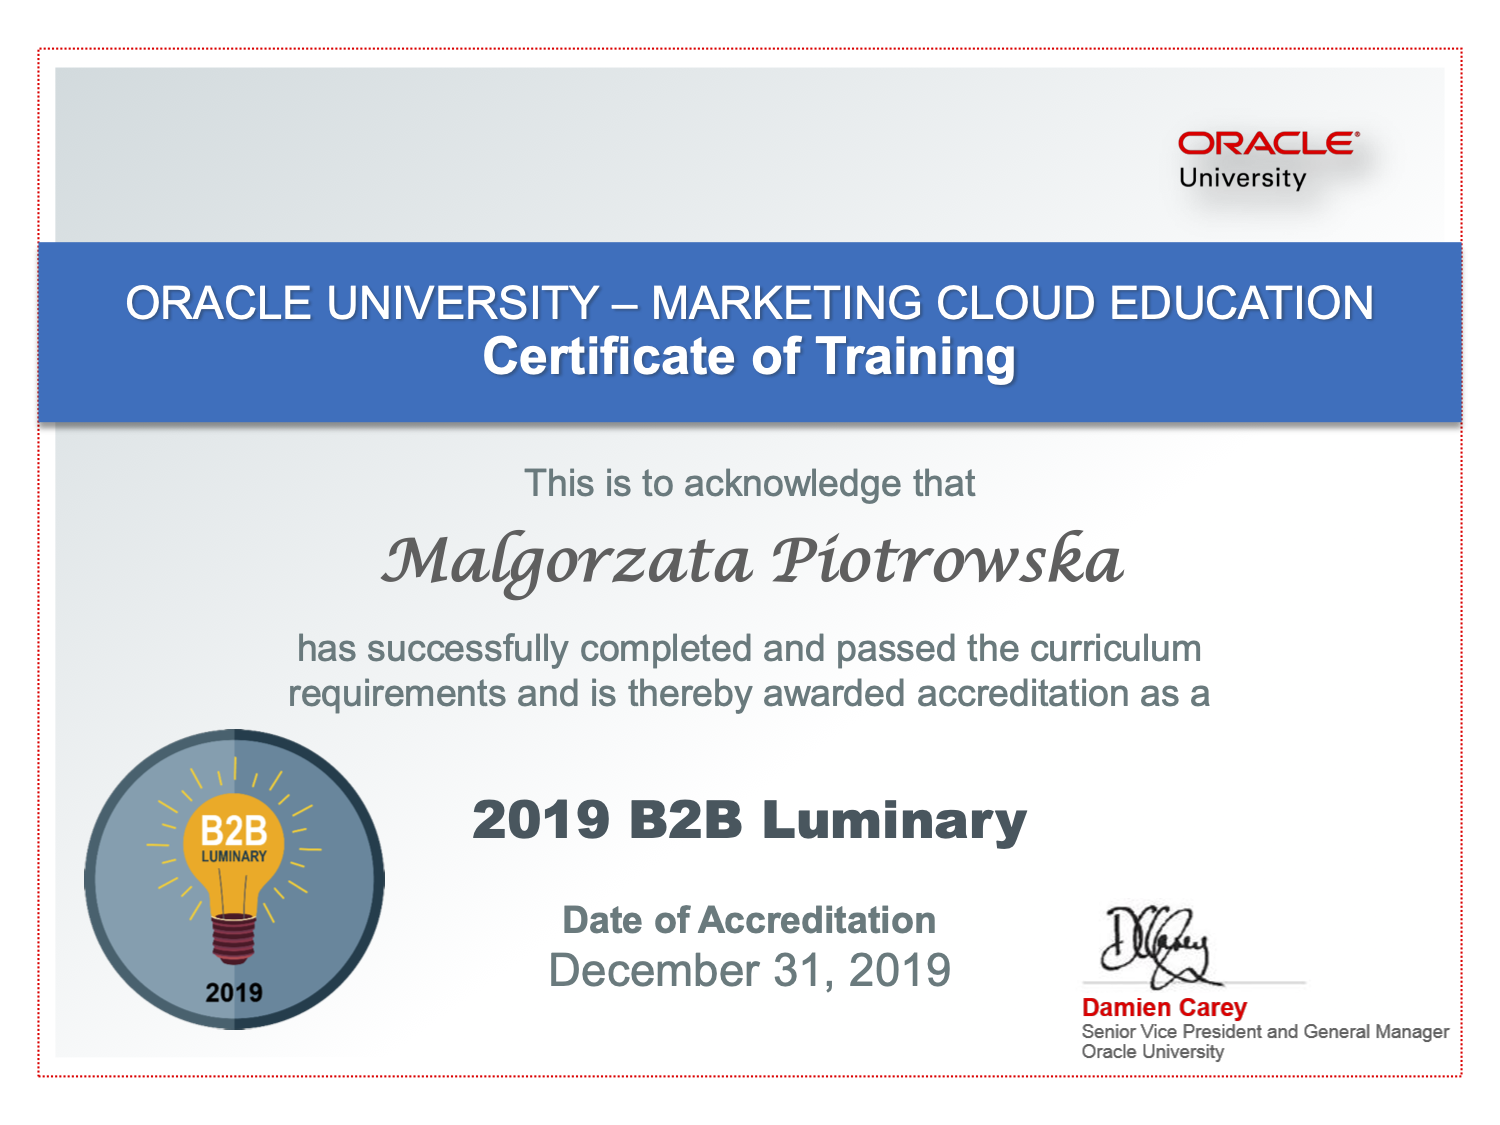 ORACLE®
University
ORACLE UNIVERSITY – MARKETING CLOUD EDUCATION
Certificate of Training
This is to acknowledge that
Malgorzata Piotrowska
has successfully completed and passed the curriculum
requirements and is thereby awarded accreditation as a
B2B
LUMINARY
2019
2019 B2B Luminary
Date of Accreditation
December 31, 2019
DCarey
Damien Carey
Senior Vice President and General Manager
Oracle University